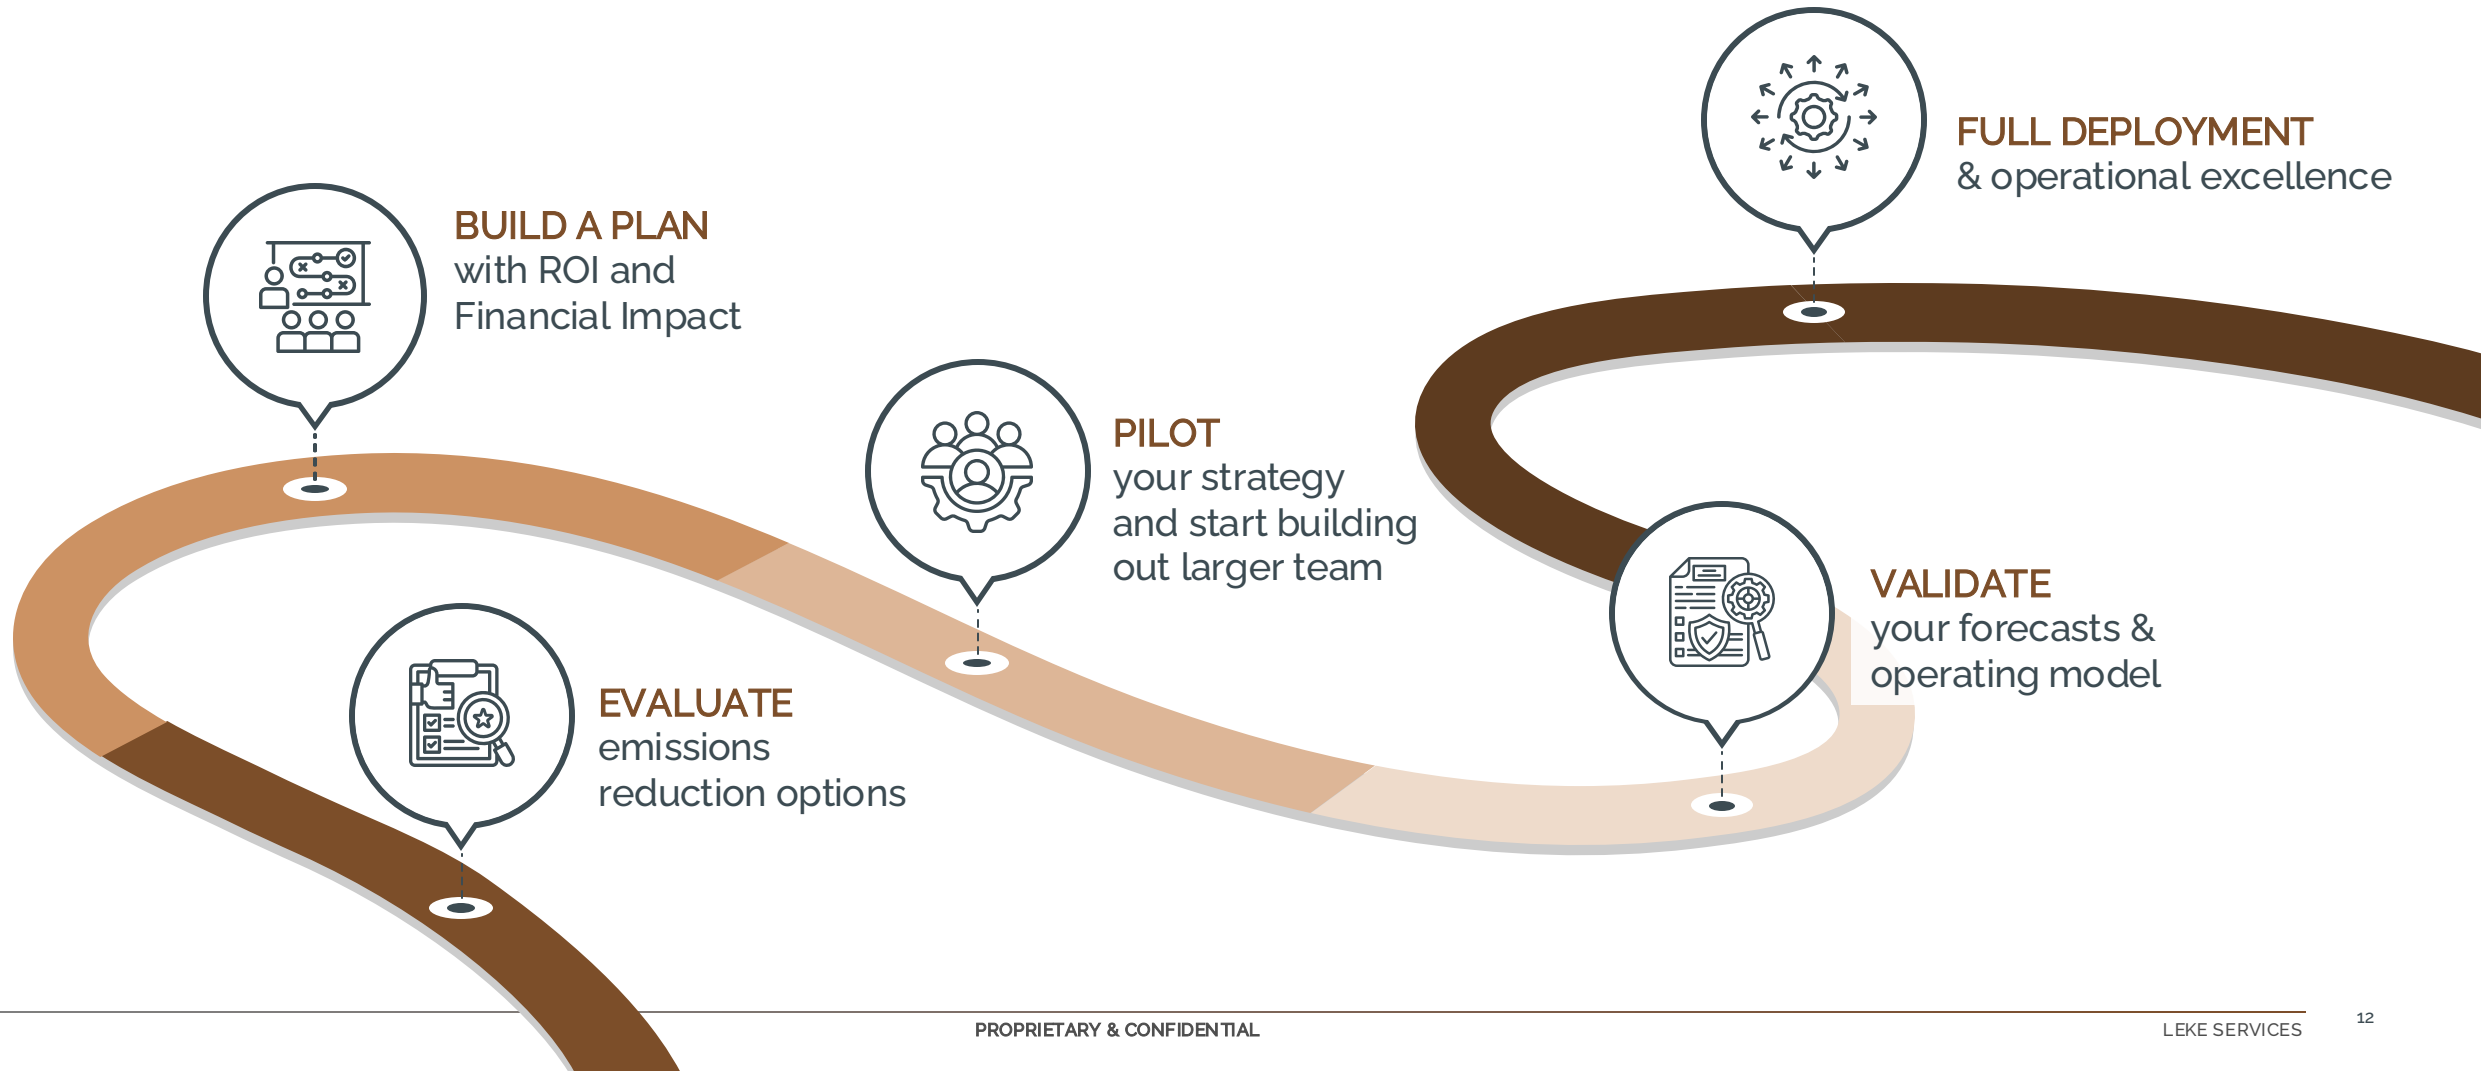 FULL DEPLOYMENT
& operational excellence
BUILD A PLAN
with ROI and
Financial Impact
PILOT
your strategy
and start building
out larger team
VALIDATE
your forecasts &
operating model
EVALUATE
emissions
reduction options
PROPRIETARY & CONFIDENTIAL
LEKE SERVICES
12